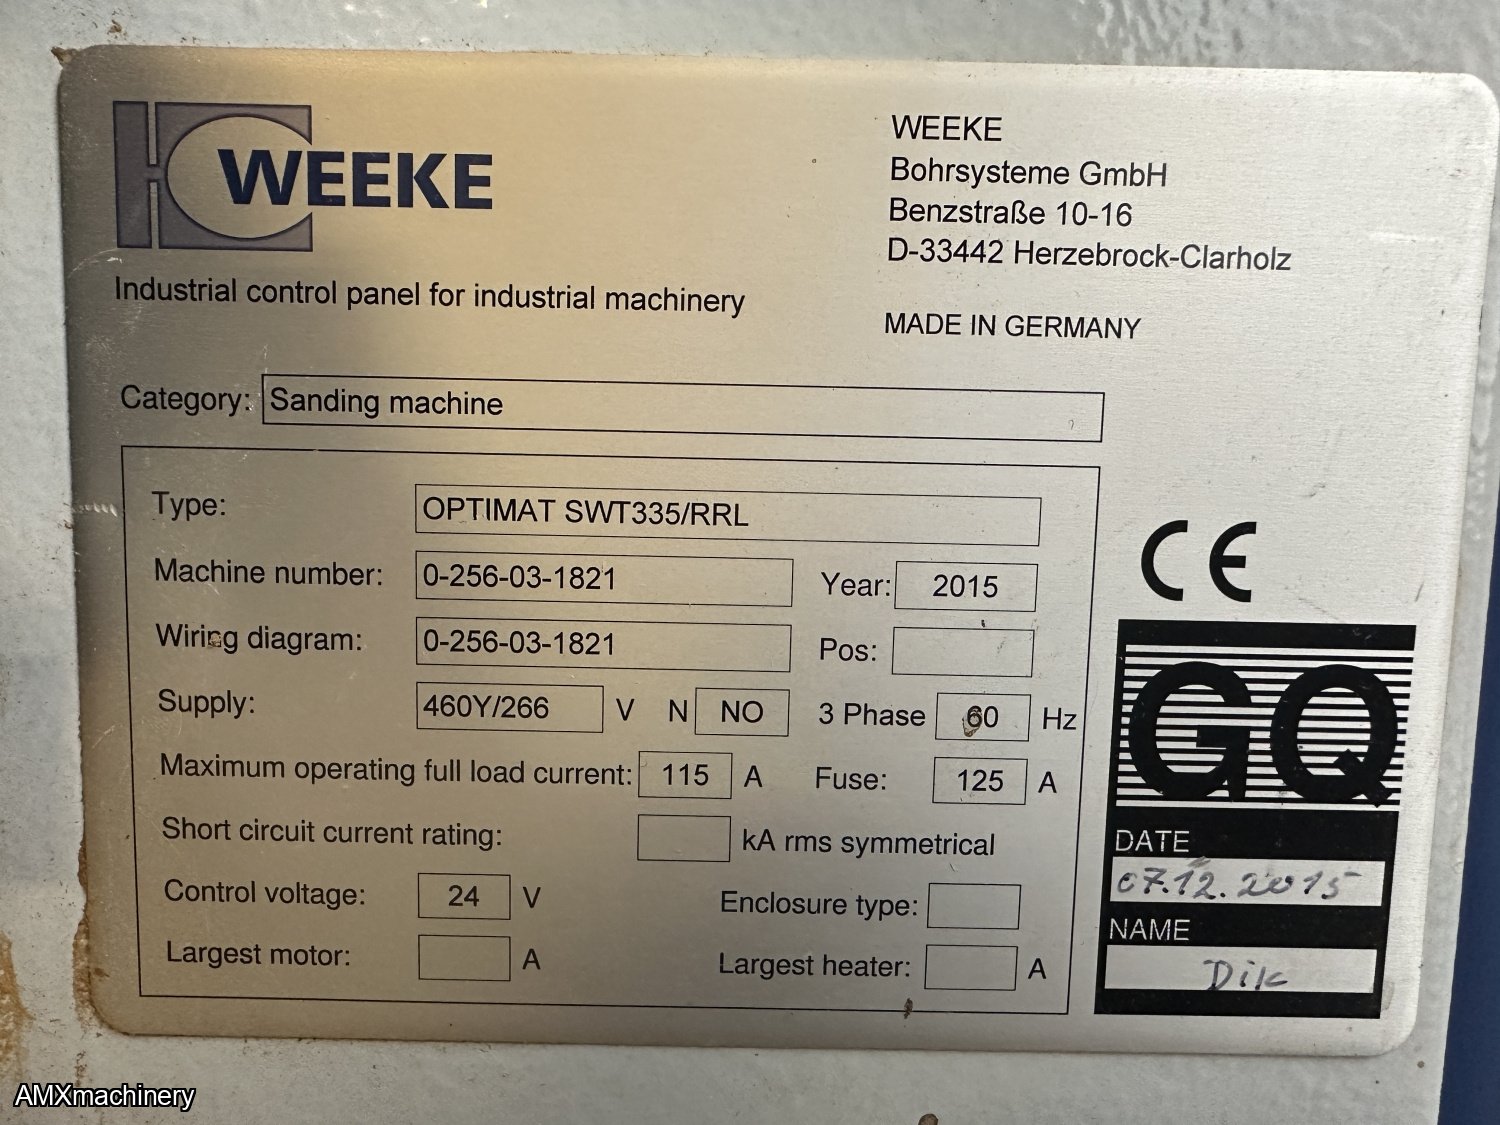 WEEKE
Industrial control panel for industrial machinery
WEEKE
Bohrsysteme GmbH
Benzstraße 10-16
D-33442 Herzebrock-Clarholz
MADE IN GERMANY
Category: Sanding machine
Type: OPTIMAT SWT335/RRL
Machine number: 0-256-03-1821 Year: 2015
Wiring diagram: 0-256-03-1821 Pos:
Supply: 460Y/266 V N NO 3 Phase 60 Hz
Maximum operating full load current: 115 A Fuse: 125 A
Short circuit current rating: kA rms symmetrical
Control voltage: 24 V Enclosure type:
Largest motor: A Largest heater: A
CE
GQ
DATE
07.12.2015
NAME
Dik
AMXmachinery